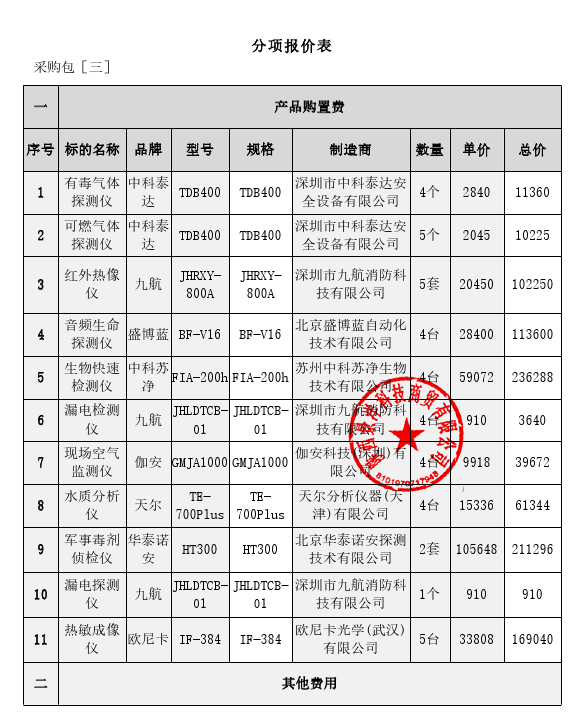 分项报价表
采购包［三］
一 产品购置费
序号 标的名称 品牌 型号 规格 制造商 数量 单价 总价
1 有毒气体探测仪 中科泰达 TDB400 TDB400 深圳市中科泰达安全设备有限公司 4个 2840 11360
2 可燃气体探测仪 中科泰达 TDB400 TDB400 深圳市中科泰达安全设备有限公司 5个 2045 10225
3 红外热像仪 九航 JHRXY-800A JHRXY-800A 深圳市九航消防科技有限公司 5套 20450 102250
4 音频生命探测仪 盛博蓝 BF-V16 BF-V16 北京盛博蓝自动化技术有限公司 4台 28400 113600
5 生物快速检测仪 中科苏净 FIA-200h FIA-200h 苏州中科苏净生物技术有限公司 4台 59072 236288
6 漏电检测仪 九航 JHLDTCB-01 JHLDTCB-01 深圳市九航消防科技有限公司 4台 910 3640
7 现场空气监测仪 伽安 GMJA1000 GMJA1000 伽安科技(深圳)有限公司 4台 9918 39672
8 水质分析仪 天尔 TE-700Plus TE-700Plus 天尔分析仪器(天津)有限公司 4台 15336 61344
9 军事毒剂侦检仪 华泰诺安 HT300 HT300 北京华泰诺安探测技术有限公司 2套 105648 211296
10 漏电探测仪 九航 JHLDTCB-01 JHLDTCB-01 深圳市九航消防科技有限公司 1个 910 910
11 热敏成像仪 欧尼卡 IF-384 IF-384 欧尼卡光学(武汉)有限公司 5台 33808 169040
二 其他费用